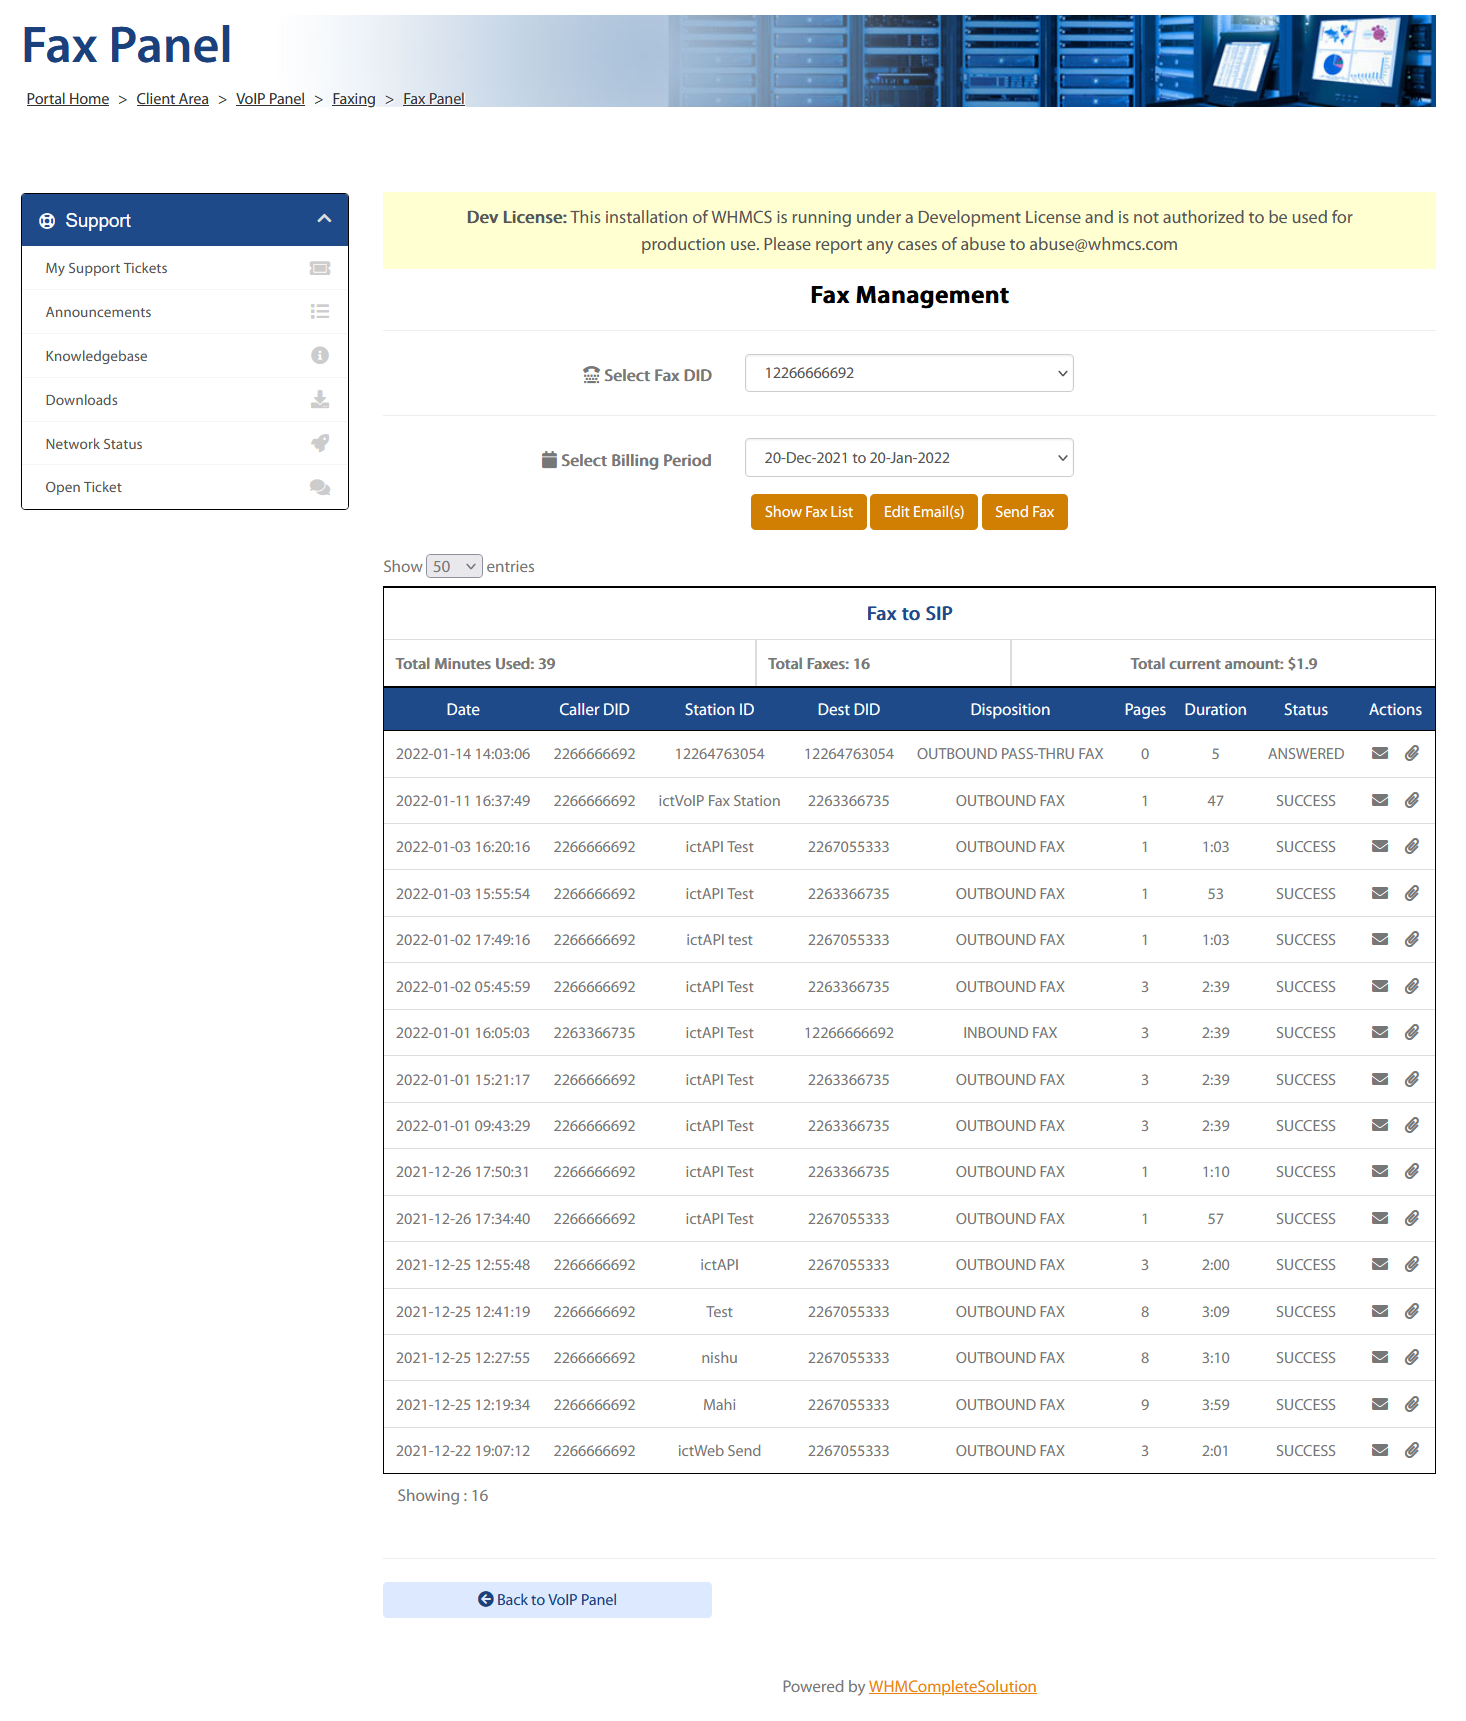 Fax Panel
Portal Home > Client Area > VoIP Panel > Faxing > Fax Panel
Support
My Support Tickets
Announcements
Knowledgebase
Downloads
Network Status
Open Ticket
Dev License: This installation of WHMCS is running under a Development License and is not authorized to be used for
production use. Please report any cases of abuse to abuse@whmcs.com
Fax Management
Select Fax DID 12266666692
Select Billing Period 20-Dec-2021 to 20-Jan-2022
Show Fax List Edit Email(s) Send Fax
Show 50 entries
Fax to SIP
Total Minutes Used: 39 Total Faxes: 16 Total current amount: $1.9
Date Caller DID Station ID Dest DID Disposition Pages Duration Status Actions
2022-01-14 14:03:06 2266666692 12264763054 12264763054 OUTBOUND PASS-THRU FAX 0 5 ANSWERED
2022-01-11 16:37:49 2266666692 ictVoIP Fax Station 2263366735 OUTBOUND FAX 1 47 SUCCESS
2022-01-03 16:20:16 2266666692 ictAPI Test 2267055333 OUTBOUND FAX 1 1:03 SUCCESS
2022-01-03 15:55:54 2266666692 ictAPI Test 2263366735 OUTBOUND FAX 1 53 SUCCESS
2022-01-02 17:49:16 2266666692 ictAPI test 2267055333 OUTBOUND FAX 1 1:03 SUCCESS
2022-01-02 05:45:59 2266666692 ictAPI Test 2263366735 OUTBOUND FAX 3 2:39 SUCCESS
2022-01-01 16:05:03 2263366735 ictAPI Test 12266666692 INBOUND FAX 3 2:39 SUCCESS
2022-01-01 15:21:17 2266666692 ictAPI Test 2263366735 OUTBOUND FAX 3 2:39 SUCCESS
2022-01-01 09:43:29 2266666692 ictAPI Test 2263366735 OUTBOUND FAX 3 2:39 SUCCESS
2021-12-26 17:50:31 2266666692 ictAPI Test 2263366735 OUTBOUND FAX 1 1:10 SUCCESS
2021-12-26 17:34:40 2266666692 ictAPI Test 2267055333 OUTBOUND FAX 1 57 SUCCESS
2021-12-25 12:55:48 2266666692 ictAPI 2267055333 OUTBOUND FAX 3 2:00 SUCCESS
2021-12-25 12:41:19 2266666692 Test 2267055333 OUTBOUND FAX 8 3:09 SUCCESS
2021-12-25 12:27:55 2266666692 nishu 2267055333 OUTBOUND FAX 8 3:10 SUCCESS
2021-12-25 12:19:34 2266666692 Mahi 2267055333 OUTBOUND FAX 9 3:59 SUCCESS
2021-12-22 19:07:12 2266666692 ictWeb Send 2267055333 OUTBOUND FAX 3 2:01 SUCCESS
Showing : 16
Back to VoIP Panel
Powered by WHMCompleteSolution